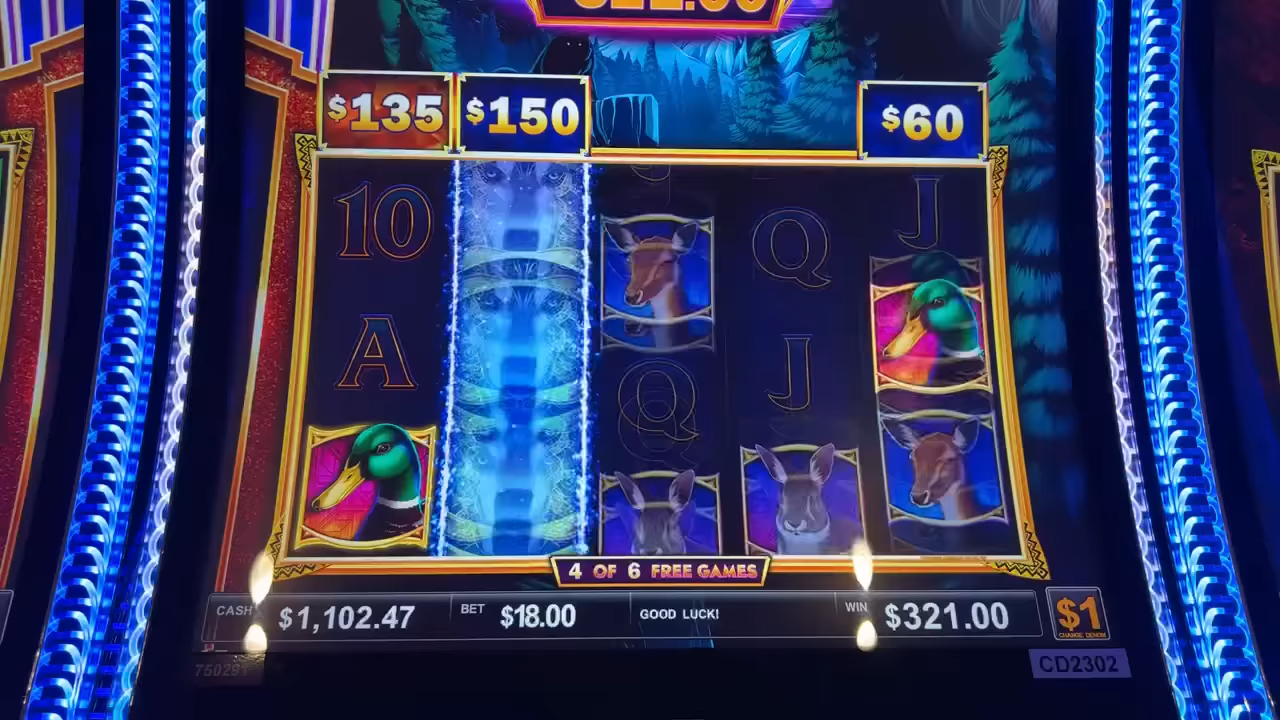 $135 $150 $60
10 Q J
A Q J
4 OF 6 FREE GAMES
CASH $1,102.47 BET $18.00 GOOD LUCK! WIN $321.00 $1
CHANGE DENOM
CD2302